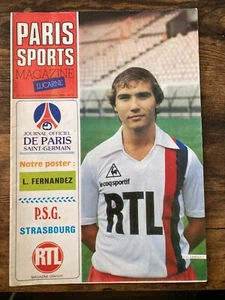 PARIS
SPORTS
MAGAZINE
LUCARNE
JOURNAL OFFICIEL
DE PARIS
SAINT-GERMAIN
Notre poster :
L. FERNANDEZ
P.S.G.
STRASBOURG
RTL
le coq sportif
RTL